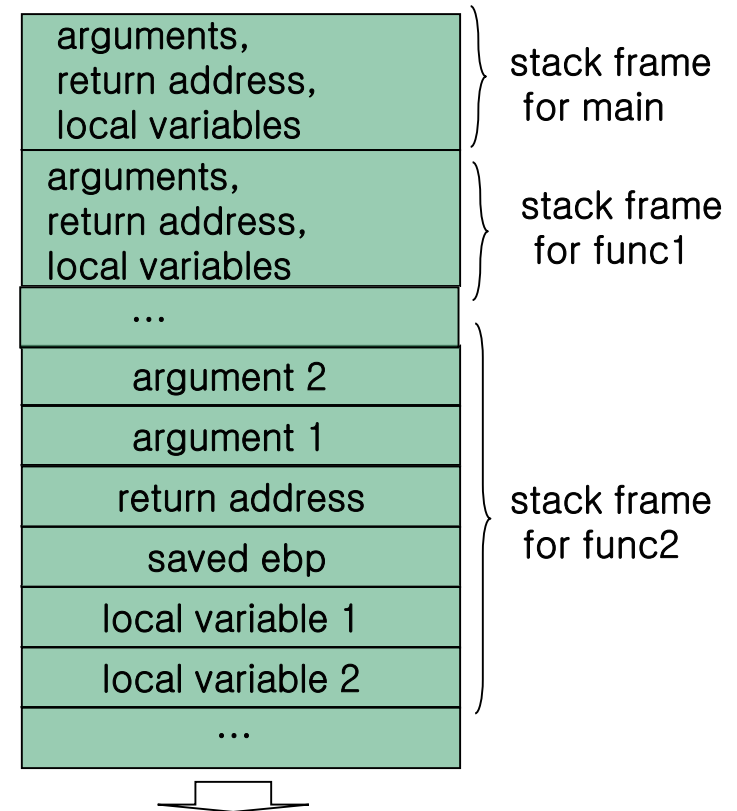 arguments,
return address,
local variables
stack frame
for main
arguments,
return address,
local variables
stack frame
for func1
...
argument 2
argument 1
return address
saved ebp
local variable 1
local variable 2
...
stack frame
for func2